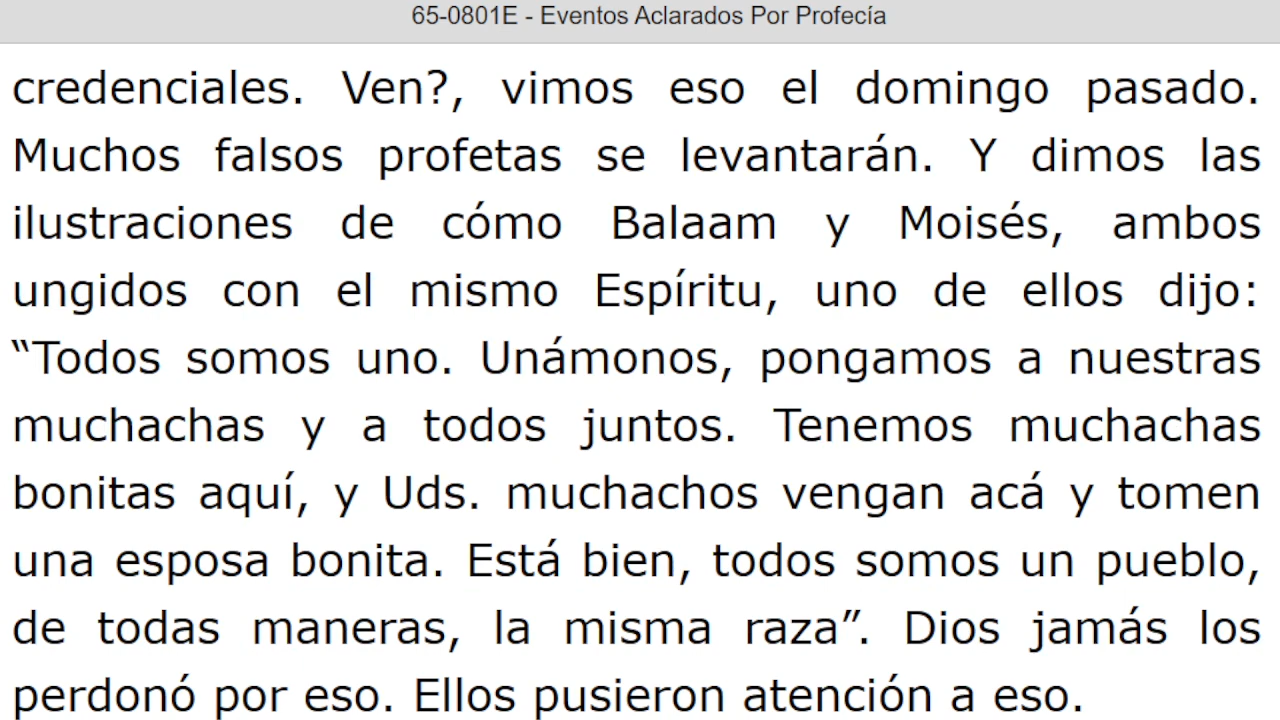 65-0801E - Eventos Aclarados Por Profecía
credenciales. Ven?, vimos eso el domingo pasado.
Muchos falsos profetas se levantarán. Y dimos las
ilustraciones de cómo Balaam y Moisés, ambos
ungidos con el mismo Espíritu, uno de ellos dijo:
“Todos somos uno. Unámonos, pongamos a nuestras
muchachas y a todos juntos. Tenemos muchachas
bonitas aquí, y Uds. muchachos vengan acá y tomen
una esposa bonita. Está bien, todos somos un pueblo,
de todas maneras, la misma raza”. Dios jamás los
perdonó por eso. Ellos pusieron atención a eso.